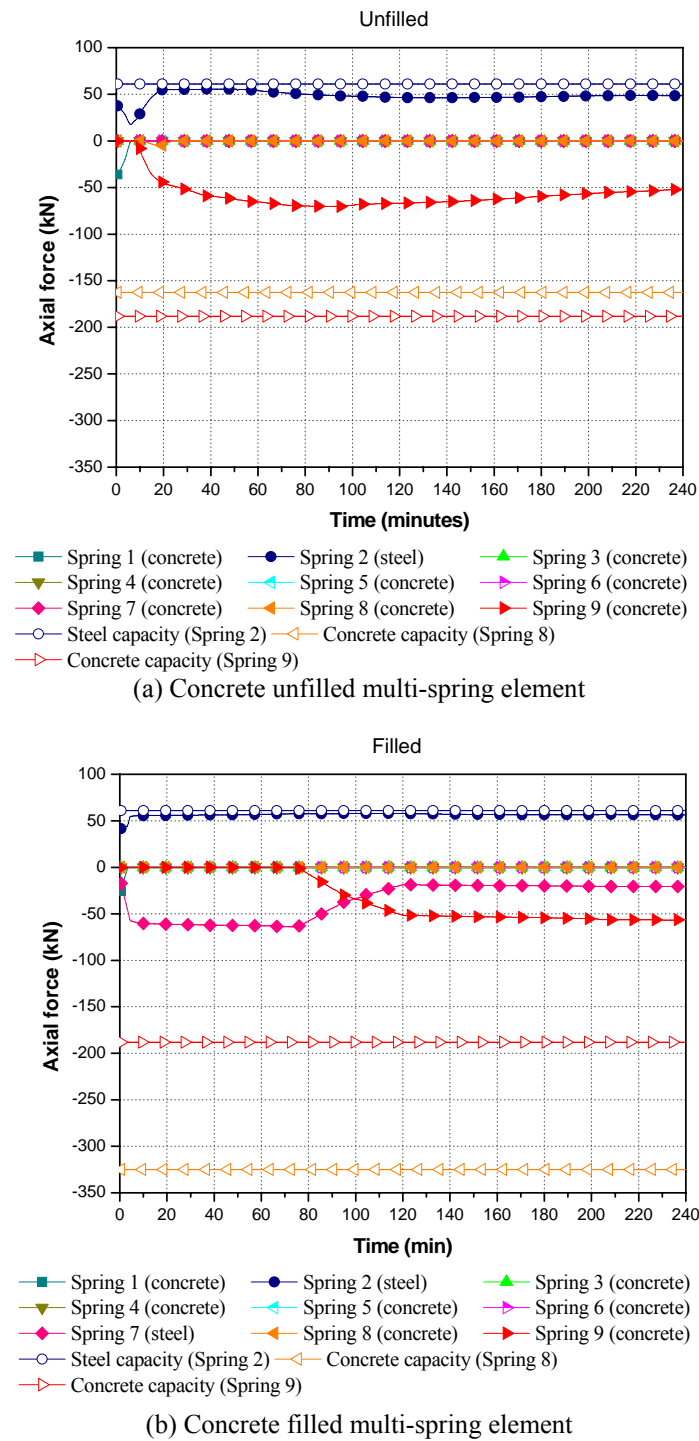 Unfilled
100
50
0
-50
-100
-150
-200
-250
-300
-350
Axial force (kN)
0 20 40 60 80 100 120 140 160 180 200 220 240
Time (minutes)
Spring 1 (concrete) Spring 2 (steel) Spring 3 (concrete)
Spring 4 (concrete) Spring 5 (concrete) Spring 6 (concrete)
Spring 7 (concrete) Spring 8 (concrete) Spring 9 (concrete)
Steel capacity (Spring 2) Concrete capacity (Spring 8)
Concrete capacity (Spring 9)
(a) Concrete unfilled multi-spring element
Filled
100
50
0
-50
-100
-150
-200
-250
-300
-350
Axial force (kN)
0 20 40 60 80 100 120 140 160 180 200 220 240
Time (min)
Spring 1 (concrete) Spring 2 (steel) Spring 3 (concrete)
Spring 4 (concrete) Spring 5 (concrete) Spring 6 (concrete)
Spring 7 (steel) Spring 8 (concrete) Spring 9 (concrete)
Steel capacity (Spring 2) Concrete capacity (Spring 8)
Concrete capacity (Spring 9)
(b) Concrete filled multi-spring element